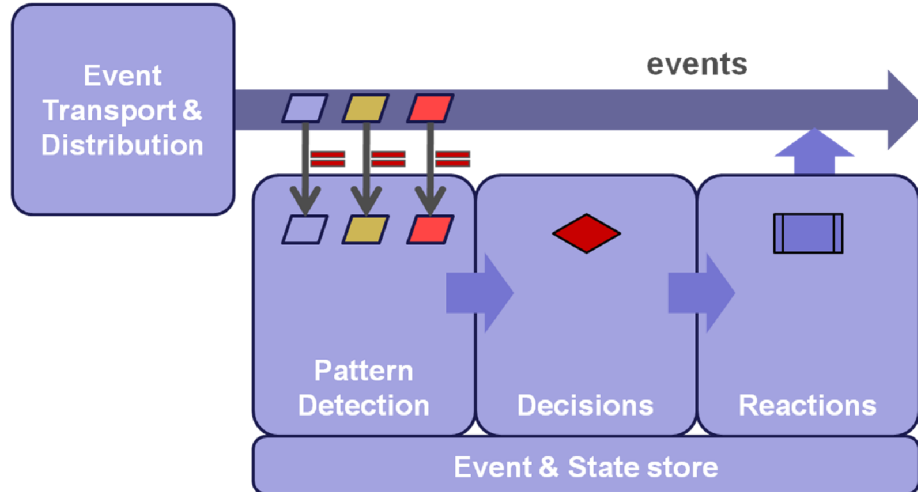 Event
Transport &
Distribution
events
Pattern
Detection
Decisions
Reactions
Event & State store